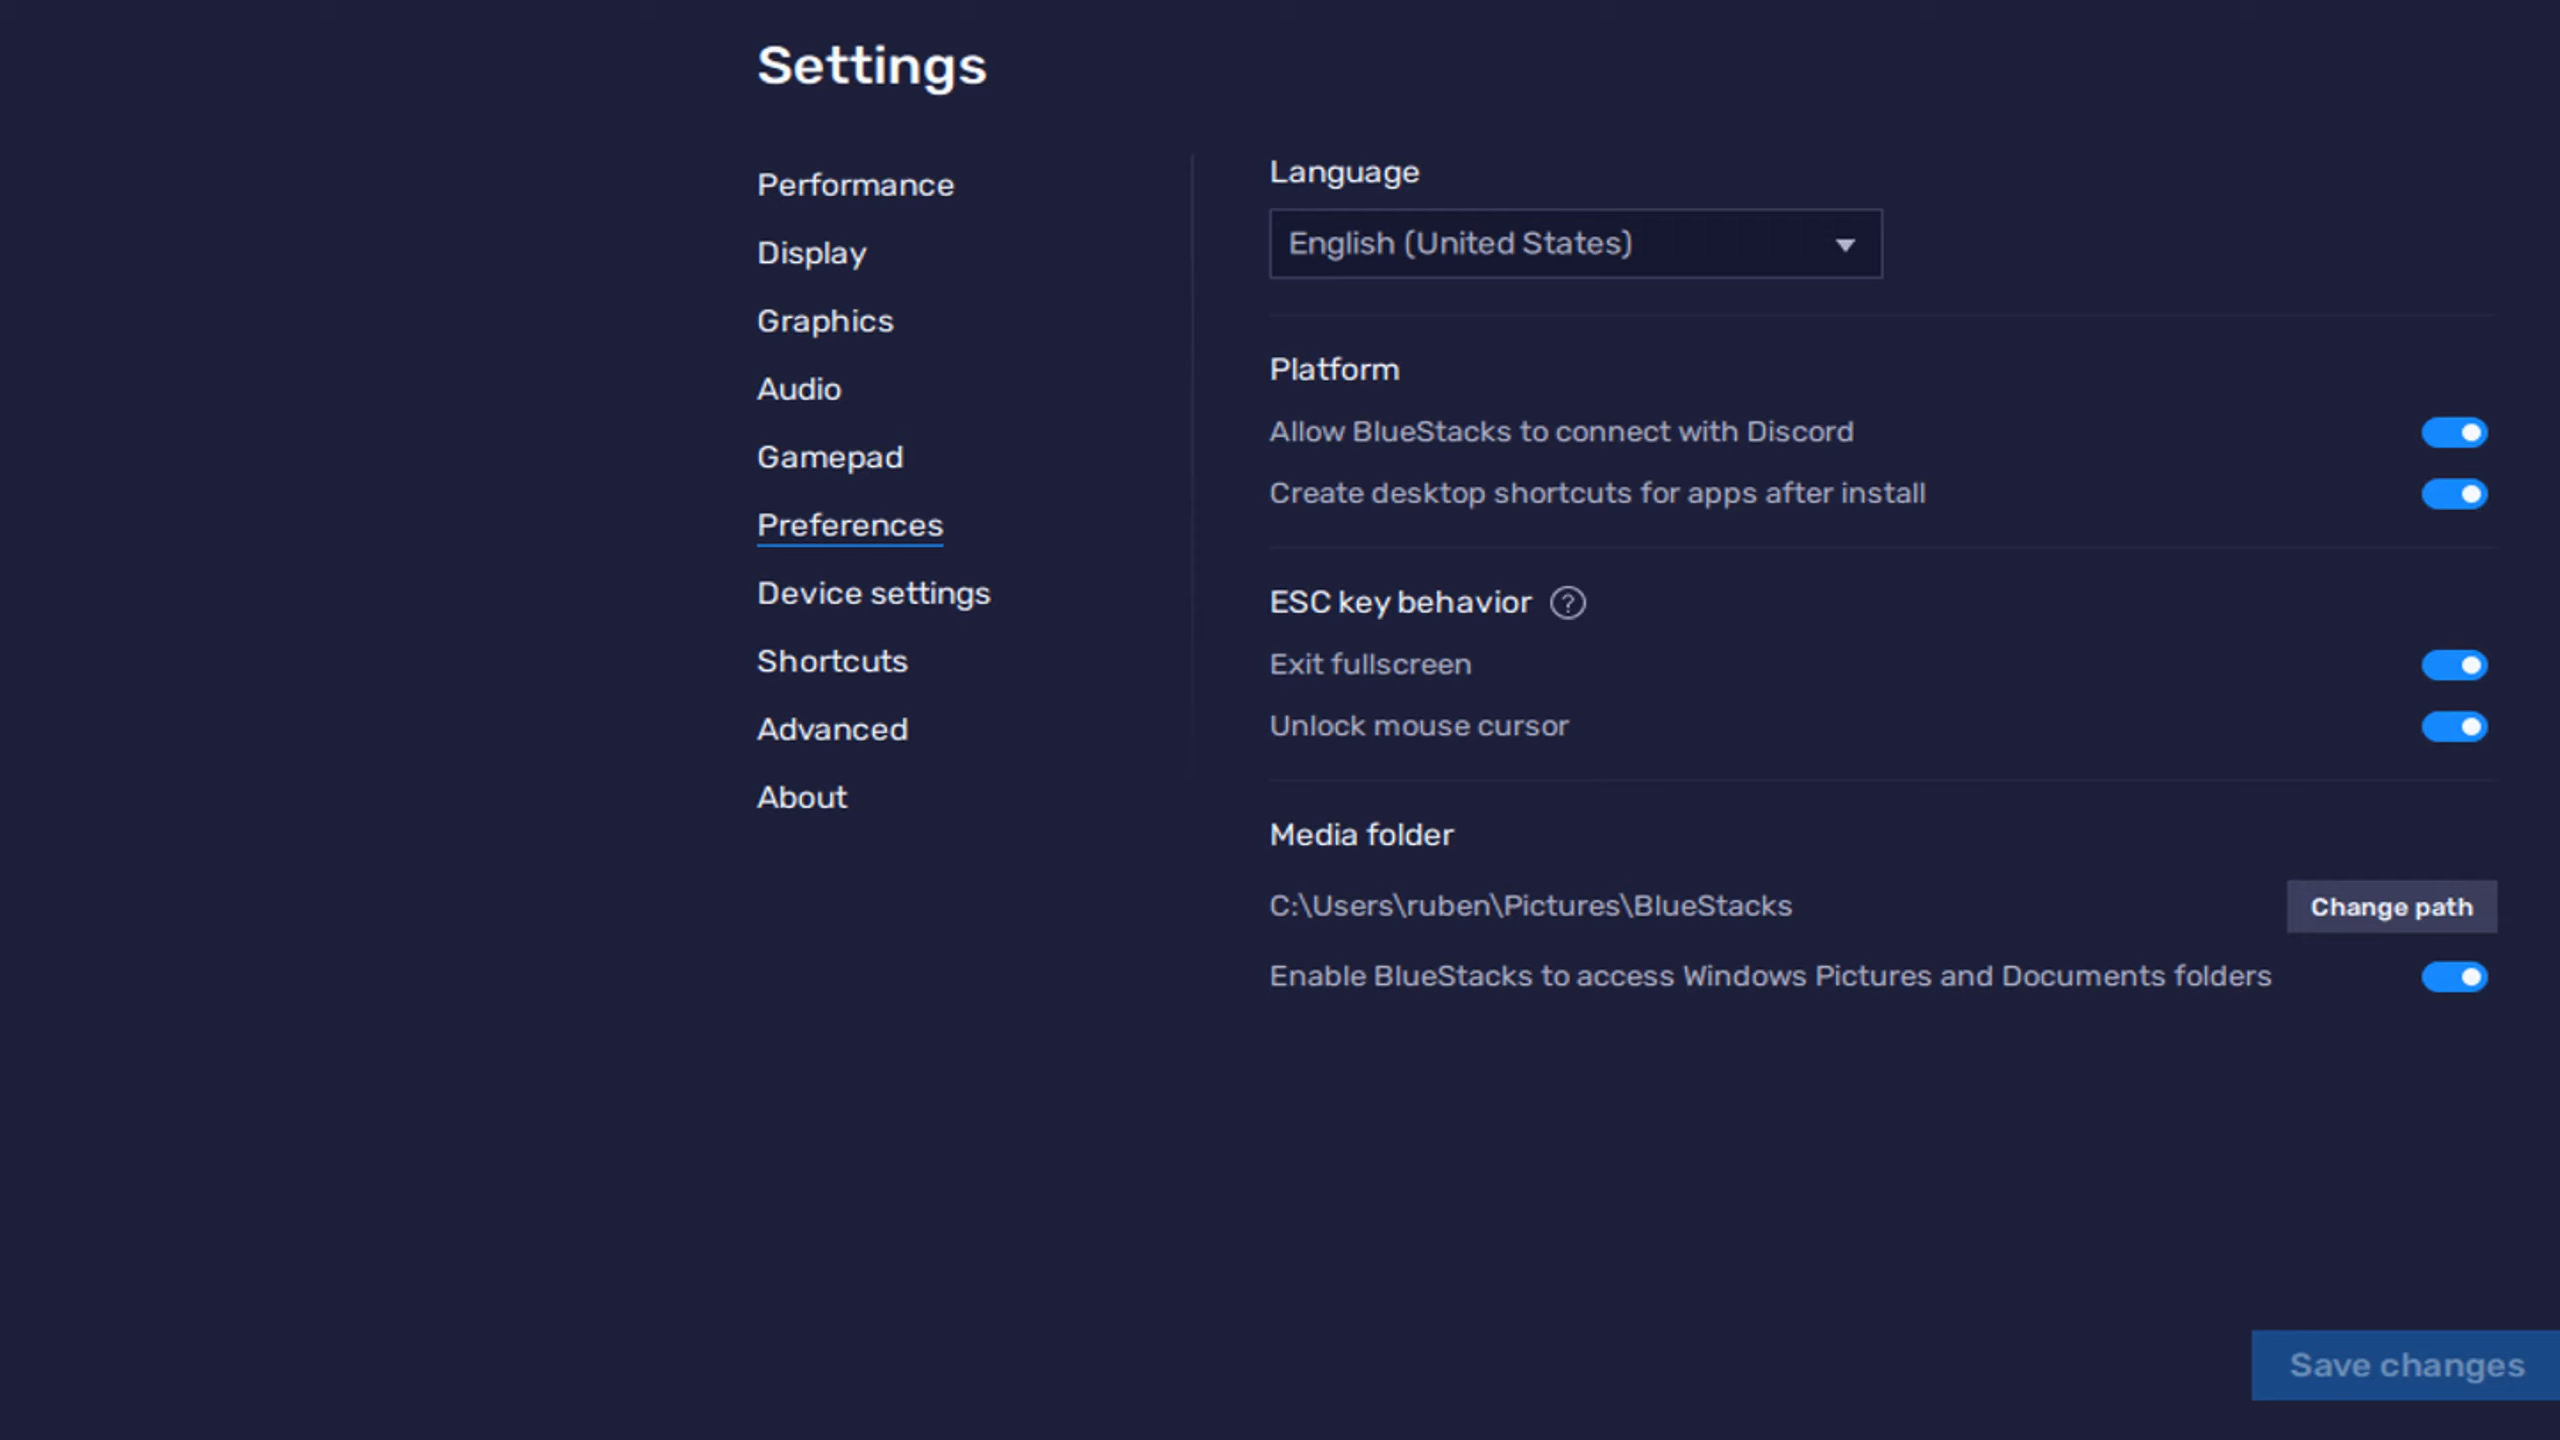 Settings
Performance
Display
Graphics
Audio
Gamepad
Preferences
Device settings
Shortcuts
Advanced
About
Language
English (United States)
Platform
Allow BlueStacks to connect with Discord
Create desktop shortcuts for apps after install
ESC key behavior ?
Exit fullscreen
Unlock mouse cursor
Media folder
C:\Users\ruben\Pictures\BlueStacks Change path
Enable BlueStacks to access Windows Pictures and Documents folders
Save changes